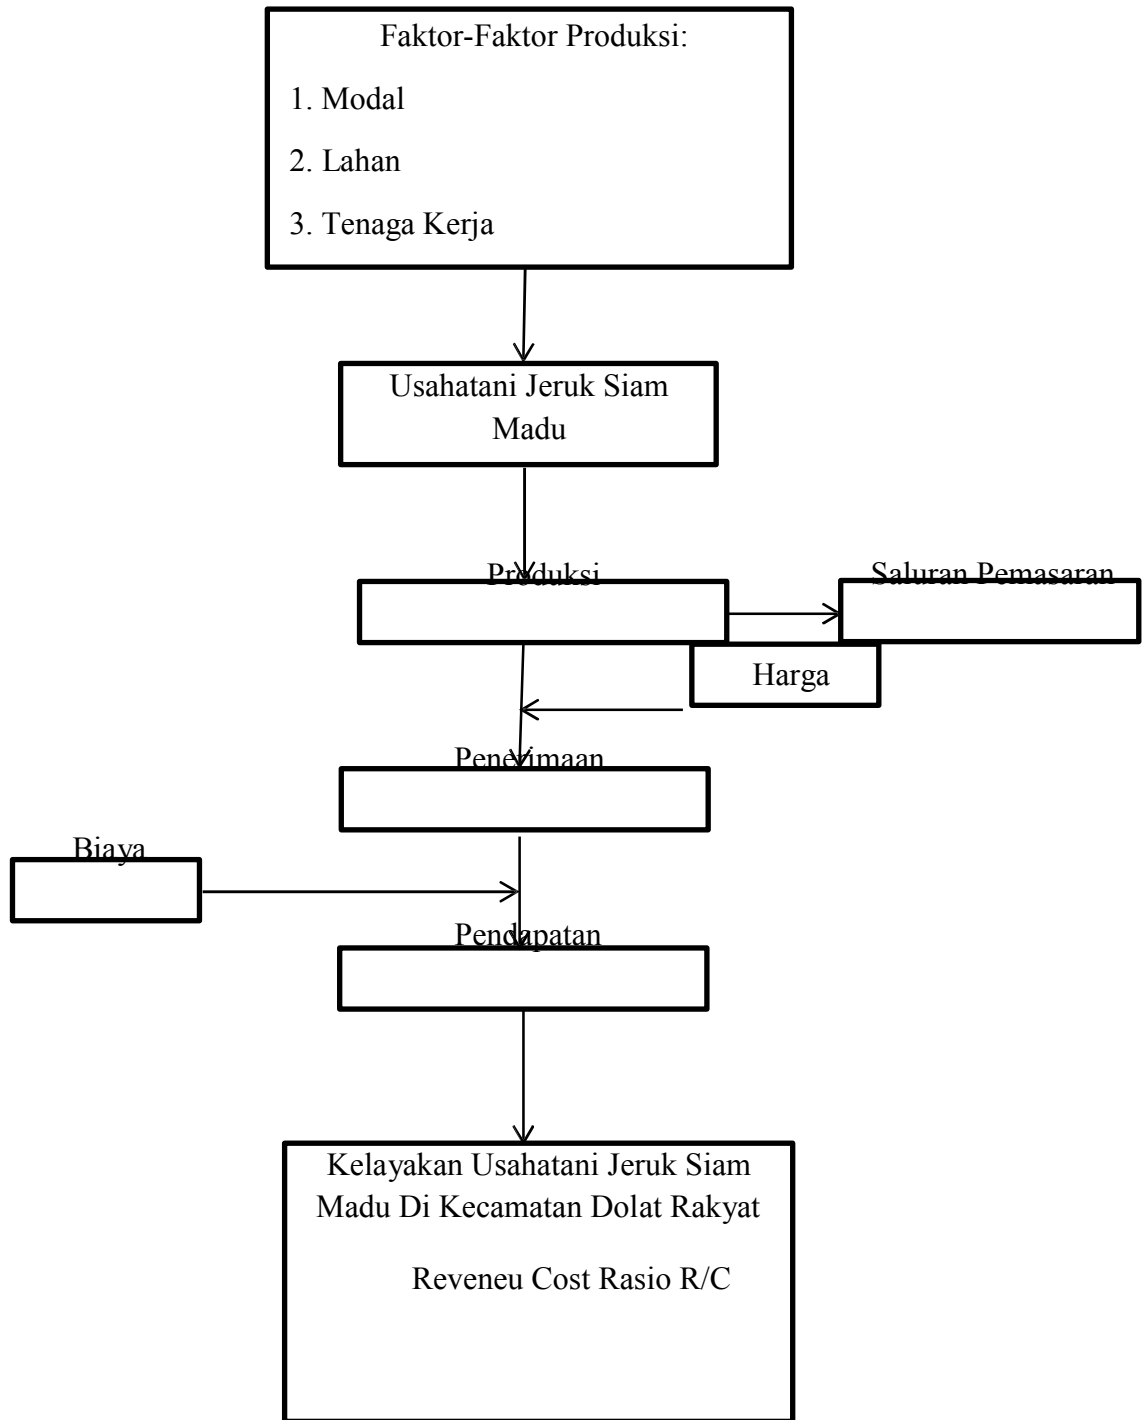 Faktor-Faktor Produksi:
1. Modal
2. Lahan
3. Tenaga Kerja
Usahatani Jeruk Siam
Madu
Produksi
Saluran Pemasaran
Harga
Penerimaan
Biaya
Pendapatan
Kelayakan Usahatani Jeruk Siam
Madu Di Kecamatan Dolat Rakyat
Reveneu Cost Rasio R/C